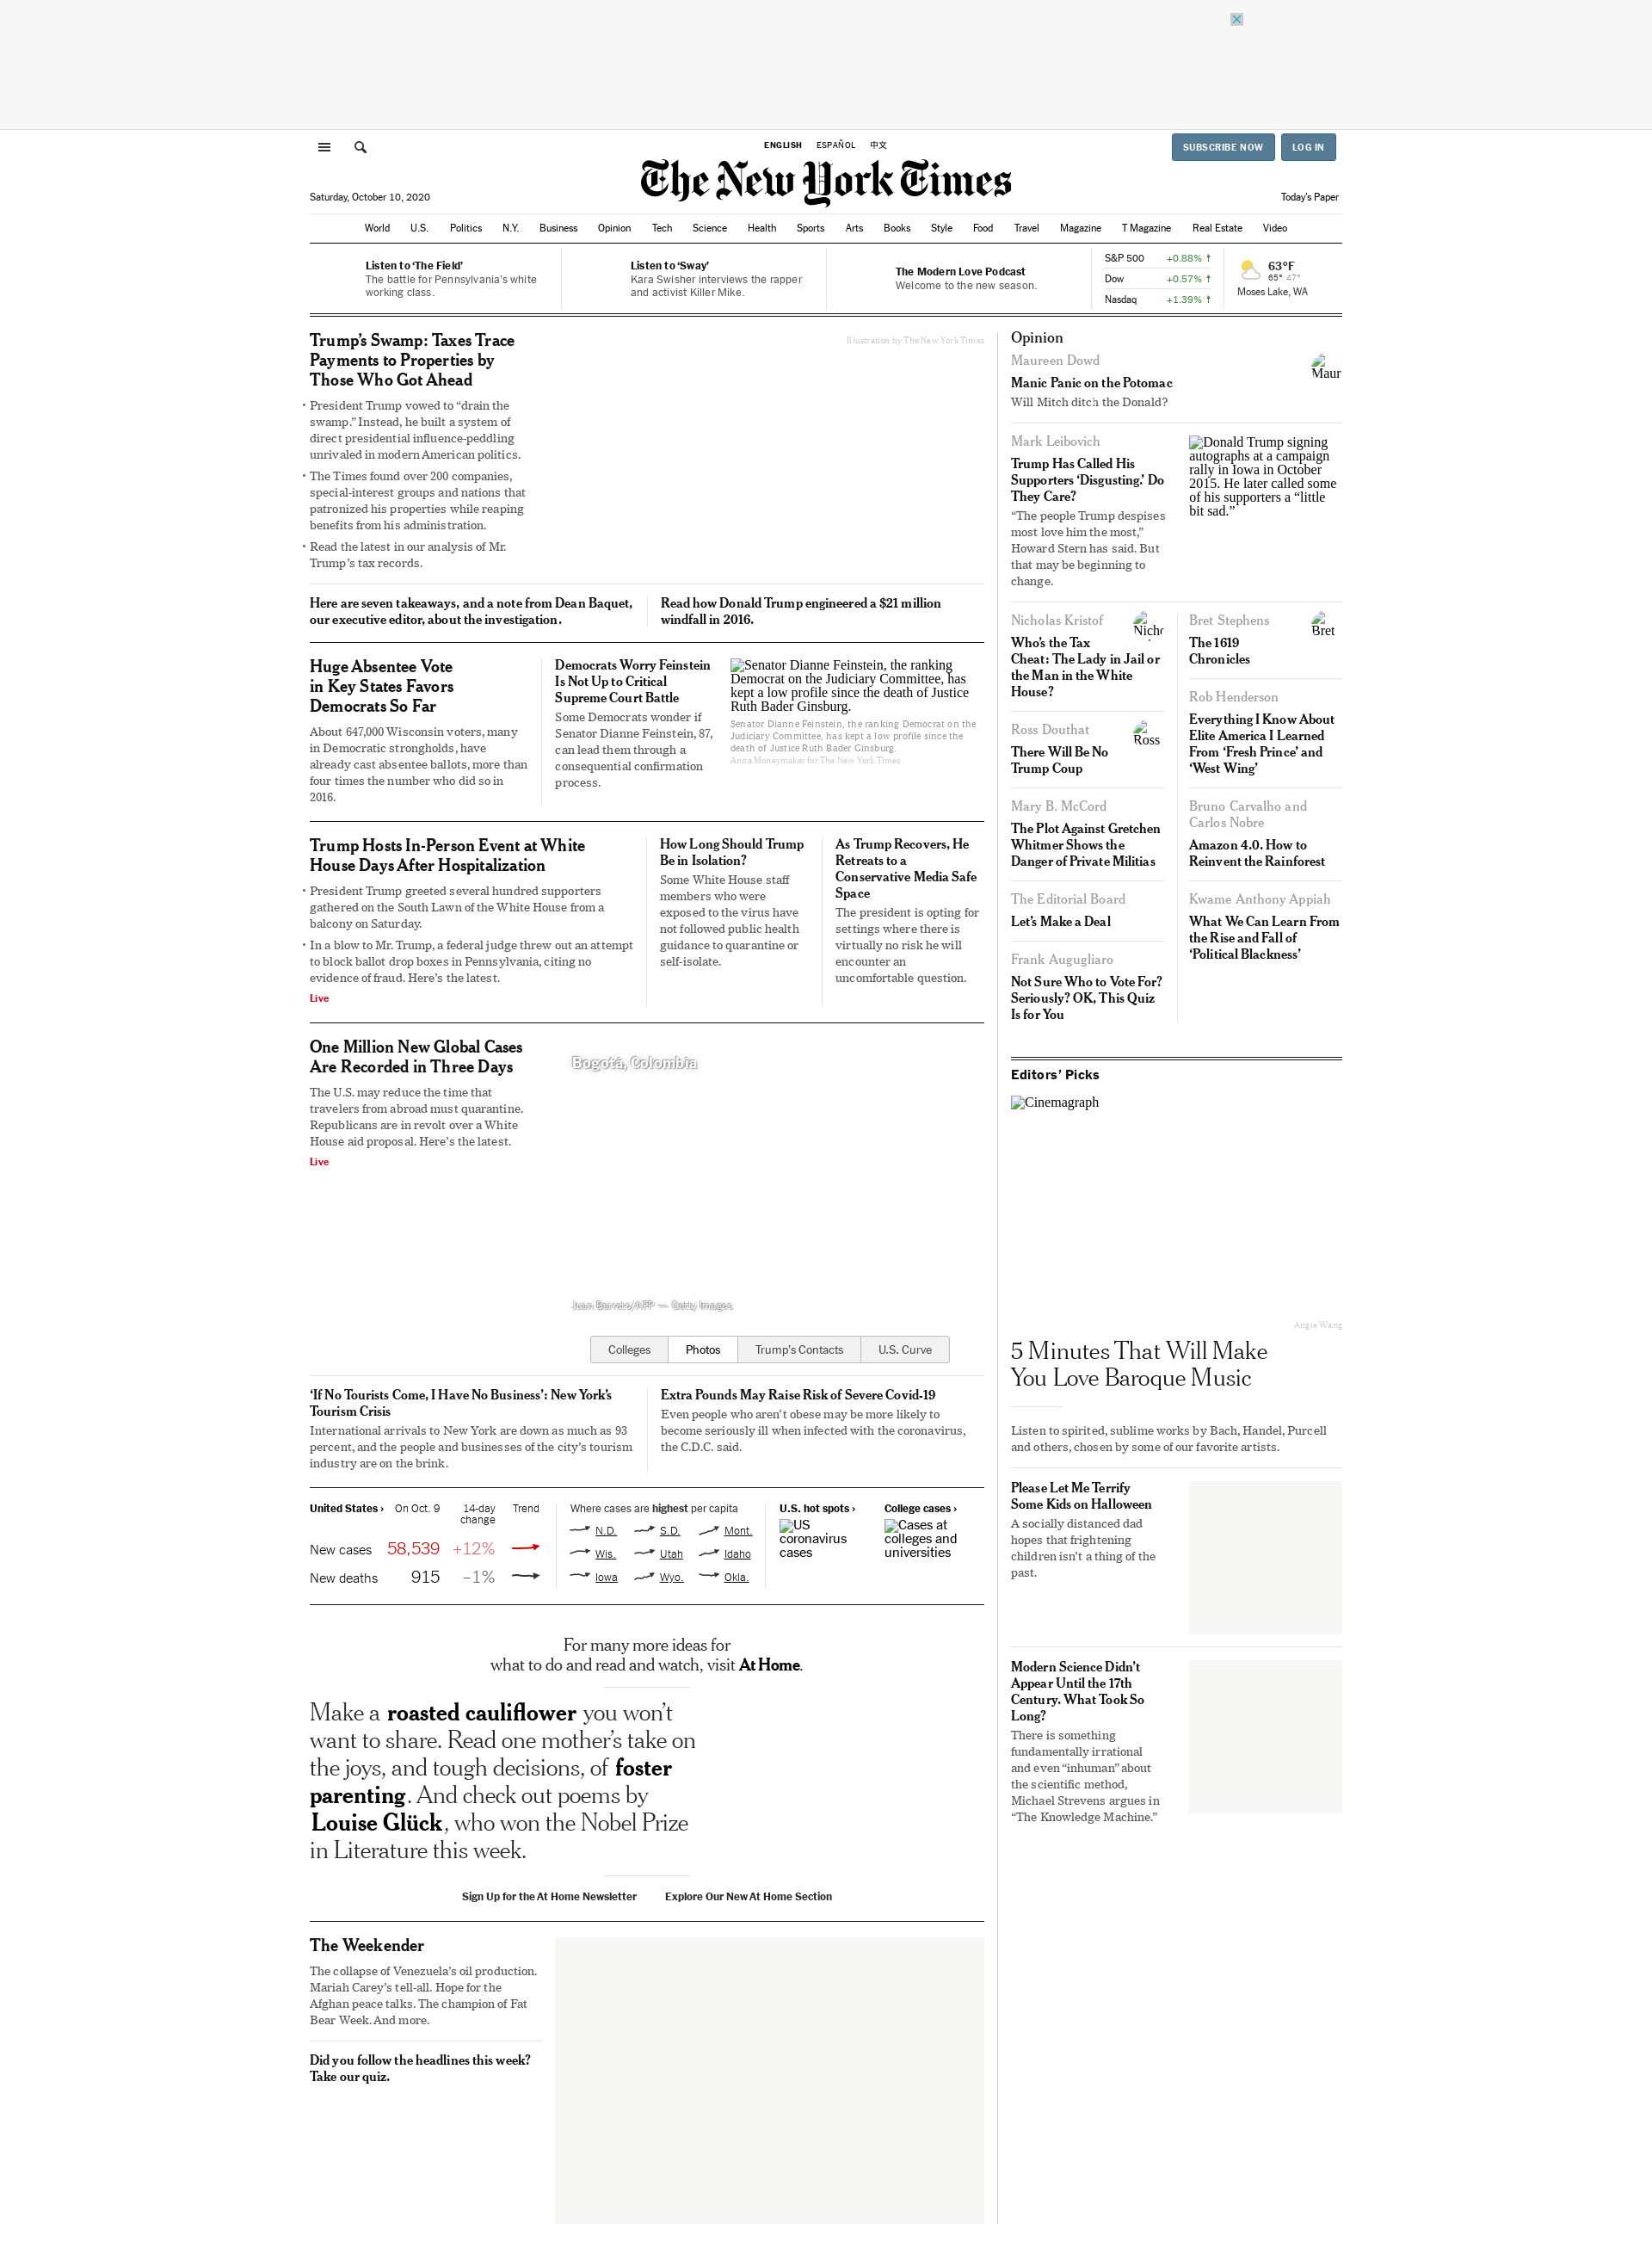 ENGLISH ESPAÑOL 中文
SUBSCRIBE NOW LOG IN
The New York Times
Saturday, October 10, 2020
Today's Paper
World U.S. Politics N.Y. Business Opinion Tech Science Health Sports Arts Books Style Food Travel Magazine T Magazine Real Estate Video
Listen to ‘The Field’
The battle for Pennsylvania's white
working class.
Listen to ‘Sway’
Kara Swisher interviews the rapper
and activist Killer Mike.
The Modern Love Podcast
Welcome to the new season.
S&P 500 +0.88% ↑
Dow +0.57% ↑
Nasdaq +1.39% ↑
63°F
65° 47°
Moses Lake, WA
Trump’s Swamp: Taxes Trace
Payments to Properties by
Those Who Got Ahead
• President Trump vowed to “drain the
swamp.” Instead, he built a system of
direct presidential influence-peddling
unrivaled in modern American politics.
• The Times found over 200 companies,
special-interest groups and nations that
patronized his properties while reaping
benefits from his administration.
• Read the latest in our analysis of Mr.
Trump’s tax records.
Illustration by The New York Times
Here are seven takeaways, and a note from Dean Baquet,
our executive editor, about the investigation.
Read how Donald Trump engineered a $21 million
windfall in 2016.
Huge Absentee Vote
in Key States Favors
Democrats So Far
About 647,000 Wisconsin voters, many
in Democratic strongholds, have
already cast absentee ballots, more than
four times the number who did so in
2016.
Democrats Worry Feinstein
Is Not Up to Critical
Supreme Court Battle
Some Democrats wonder if
Senator Dianne Feinstein, 87,
can lead them through a
consequential confirmation
process.
Senator Dianne Feinstein, the ranking
Democrat on the Judiciary Committee, has
kept a low profile since the death of Justice
Ruth Bader Ginsburg.
Senator Dianne Feinstein, the ranking Democrat on the
Judiciary Committee, has kept a low profile since the
death of Justice Ruth Bader Ginsburg.
Anna Moneymaker for The New York Times
Trump Hosts In-Person Event at White
House Days After Hospitalization
• President Trump greeted several hundred supporters
gathered on the South Lawn of the White House from a
balcony on Saturday.
• In a blow to Mr. Trump, a federal judge threw out an attempt
to block ballot drop boxes in Pennsylvania, citing no
evidence of fraud. Here’s the latest.
Live
How Long Should Trump
Be in Isolation?
Some White House staff
members who were
exposed to the virus have
not followed public health
guidance to quarantine or
self-isolate.
As Trump Recovers, He
Retreats to a
Conservative Media Safe
Space
The president is opting for
settings where there is
virtually no risk he will
encounter an
uncomfortable question.
One Million New Global Cases
Are Recorded in Three Days
The U.S. may reduce the time that
travelers from abroad must quarantine.
Republicans are in revolt over a White
House aid proposal. Here’s the latest.
Live
Bogotá, Colombia
Juan Barreto/AFP — Getty Images
Colleges Photos Trump's Contacts U.S. Curve
‘If No Tourists Come, I Have No Business’: New York’s
Tourism Crisis
International arrivals to New York are down as much as 93
percent, and the people and businesses of the city’s tourism
industry are on the brink.
Extra Pounds May Raise Risk of Severe Covid-19
Even people who aren’t obese may be more likely to
become seriously ill when infected with the coronavirus,
the C.D.C. said.
United States › On Oct. 9 14-day Trend
change
New cases 58,539 +12%
New deaths 915 –1%
Where cases are highest per capita
N.D. S.D. Mont.
Wis. Utah Idaho
Iowa Wyo. Okla.
U.S. hot spots ›
US
coronavirus
cases
College cases ›
Cases at
colleges and
universities
For many more ideas for
what to do and read and watch, visit At Home.
Make a roasted cauliflower you won’t
want to share. Read one mother’s take on
the joys, and tough decisions, of foster
parenting. And check out poems by
Louise Glück, who won the Nobel Prize
in Literature this week.
Sign Up for the At Home Newsletter Explore Our New At Home Section
The Weekender
The collapse of Venezuela’s oil production.
Mariah Carey’s tell-all. Hope for the
Afghan peace talks. The champion of Fat
Bear Week. And more.
Did you follow the headlines this week?
Take our quiz.
Opinion
Maureen Dowd
Maur
Manic Panic on the Potomac
Will Mitch ditch the Donald?
Mark Leibovich
Trump Has Called His
Supporters ‘Disgusting.’ Do
They Care?
“The people Trump despises
most love him the most,”
Howard Stern has said. But
that may be beginning to
change.
Donald Trump signing
autographs at a campaign
rally in Iowa in October
2015. He later called some
of his supporters a “little
bit sad.”
Nicholas Kristof
Nicho
Who’s the Tax
Cheat: The Lady in Jail or
the Man in the White
House?
Ross Douthat
Ross
There Will Be No
Trump Coup
Mary B. McCord
The Plot Against Gretchen
Whitmer Shows the
Danger of Private Militias
The Editorial Board
Let’s Make a Deal
Frank Augugliaro
Not Sure Who to Vote For?
Seriously? OK, This Quiz
Is for You
Bret Stephens
Bret
The 1619
Chronicles
Rob Henderson
Everything I Know About
Elite America I Learned
From ‘Fresh Prince’ and
‘West Wing’
Bruno Carvalho and
Carlos Nobre
Amazon 4.0. How to
Reinvent the Rainforest
Kwame Anthony Appiah
What We Can Learn From
the Rise and Fall of
‘Political Blackness’
Editors’ Picks
Cinemagraph
Angie Wang
5 Minutes That Will Make
You Love Baroque Music
Listen to spirited, sublime works by Bach, Handel, Purcell
and others, chosen by some of our favorite artists.
Please Let Me Terrify
Some Kids on Halloween
A socially distanced dad
hopes that frightening
children isn’t a thing of the
past.
Modern Science Didn’t
Appear Until the 17th
Century. What Took So
Long?
There is something
fundamentally irrational
and even “inhuman” about
the scientific method,
Michael Strevens argues in
“The Knowledge Machine.”